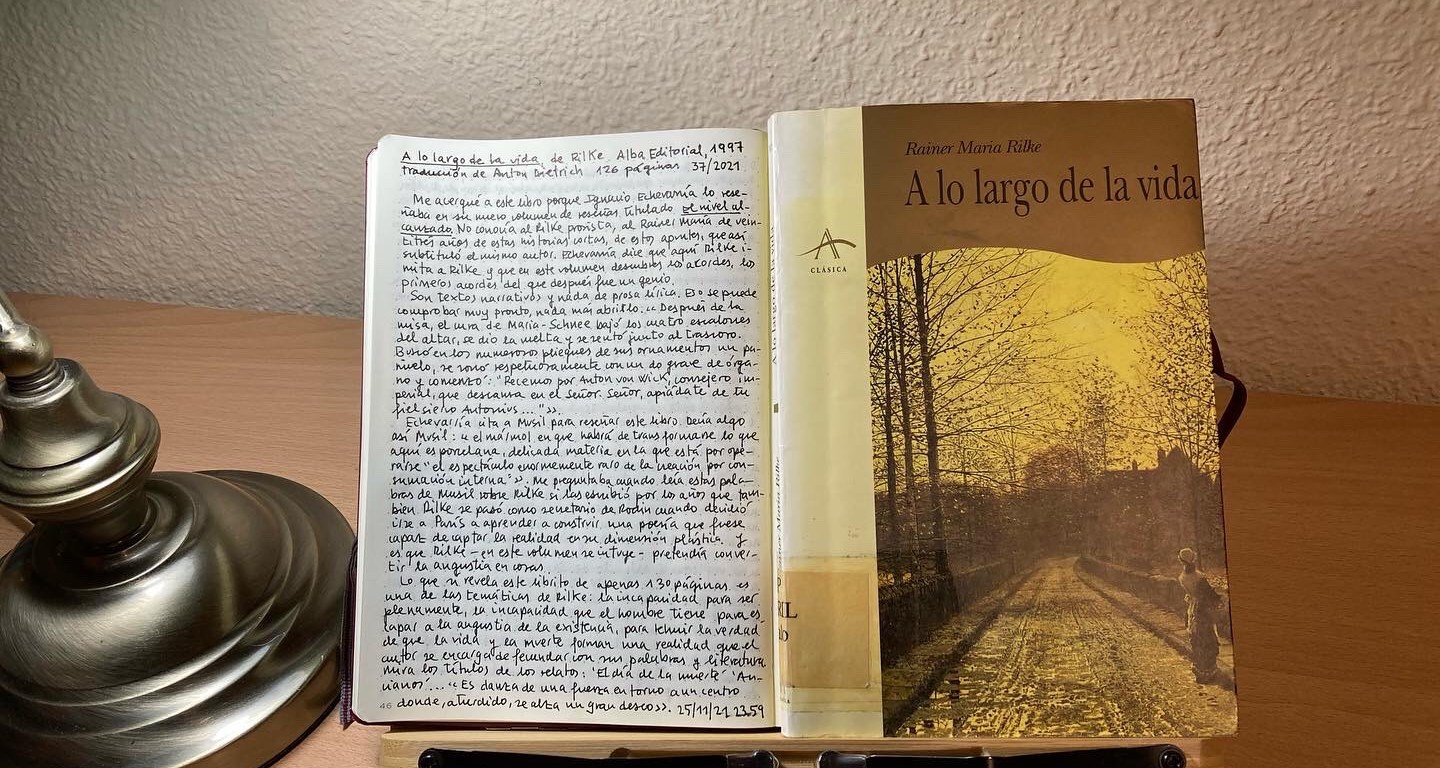 A lo largo de la vida, de Rilke. Alba Editorial, 1997
traducción de Anton Dietrich 126 páginas 37/2021
Me acerqué a este libro porque Ignacio Echevarría lo rese-
ñaba en su nuevo volumen de reseñas titulado El nivel al-
canzado. No conocía al Rilke prosista, al Rainer María de vein-
titrés años de estas historias cortas, de estos apuntes, que así
substituló el mismo autor. Echevarría dice que aquí Rilke i-
mita a Rilke y que en este volumen descubres los acordes, los
primeros acordes del que después fue un genio.
Son textos narrativos y nada de prosa lírica. Eso se puede
comprobar muy pronto, nada más abrirlo. "Después de la
misa, el cura de Maria-Schnee bajó los cuatro escalones
del altar, se dio la vuelta y se sentó junto al trascoro.
Buscó en los numerosos pliegues de sus ornamentos un pa-
ñuelo, se sonó respetuosamente con un do grave de órga-
no y comenzó: "Recemos por Anton von Wick, consejero im-
perial, que descansa en el Señor. Señor, apiádate de tu
fiel siervo Antonius..."».
Echevarría cita a Musil para reseñar este libro. Decía algo
así Musil: «el mármol en que habrá de transformarse lo que
aquí es porcelana, delicada materia en la que está por ope-
rarse "el espectáculo enormemente raro de la creación por con-
sumación interna"». Me preguntaba cuando leía estas pala-
bras de Musil sobre Rilke si las escribió por los años que tam-
bién Rilke se pasó como secretario de Rodin cuando decidió
irse a París a aprender a construir una poesía que fuese
capaz de captar la realidad en su dimensión plástica. Y
es que Rilke - en este volumen se intuye - pretendía conver-
tir la angustia en cosas.
Lo que sí revela este librito de apenas 130 páginas es
una de las temáticas de Rilke: la incapacidad para ser
plenamente, la incapacidad que el hombre tiene para es-
capar a la angustia de la existencia, para rehuir la verdad
de que la vida y la muerte forman una realidad que el
autor se encarga de fecundar con sus palabras y literatura
mira los títulos de los relatos: 'El día de la muerte' 'An-
cianos'... «Es danza de una fuerza en torno a un centro
donde, aturdido, se alza un gran deseo». 25/11/21 23.59
46
A lo largo de la vida
Rainer Maria Rilke
CLÁSICA
Rainer Maria Rilke
A lo largo de la vida